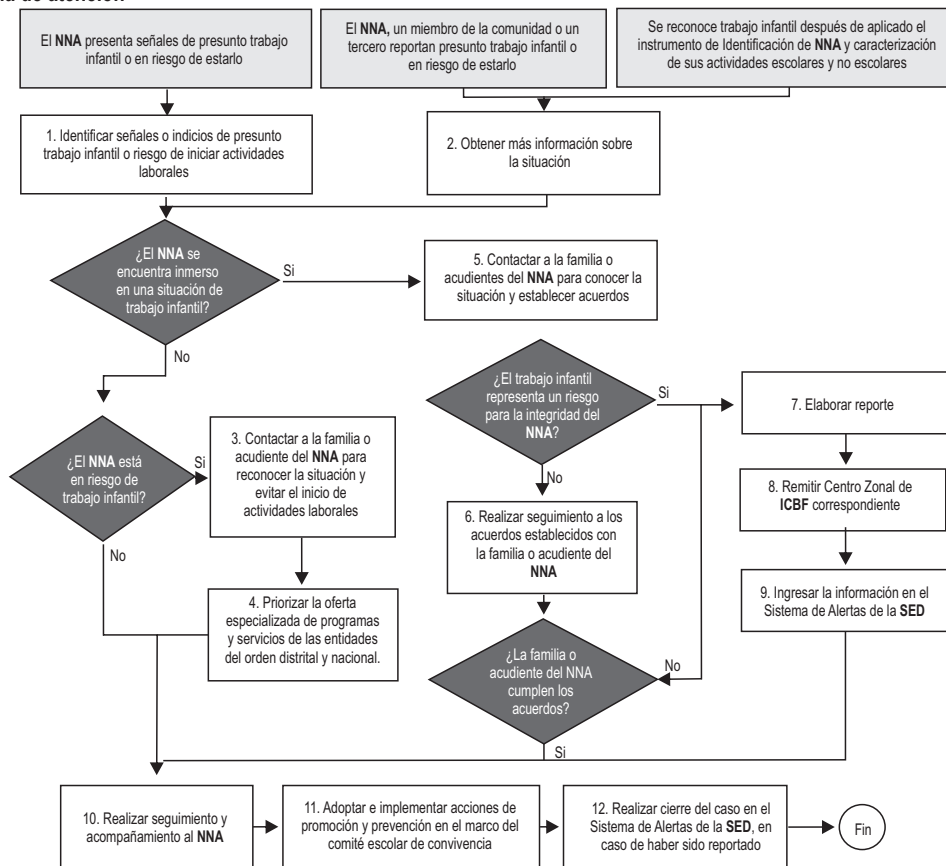 El NNA presenta señales de presunto trabajo
infantil o en riesgo de estarlo
El NNA, un miembro de la comunidad o un
tercero reportan presunto trabajo infantil o
en riesgo de estarlo
Se reconoce trabajo infantil después de aplicado el
instrumento de Identificación de NNA y caracterización
de sus actividades escolares y no escolares
1. Identificar señales o indicios de presunto
trabajo infantil o riesgo de iniciar actividades
laborales
2. Obtener más información sobre
la situación
¿El NNA se
encuentra inmerso
en una situación de
trabajo infantil?
Si
5. Contactar a la familia o
acudientes del NNA para conocer la
situación y establecer acuerdos
No
¿El trabajo infantil
representa un riesgo
para la integridad del
NNA?
Si
7. Elaborar reporte
¿El NNA está
en riesgo de
trabajo infantil?
Si
3. Contactar a la familia o
acudiente del NNA para
reconocer la situación y
evitar el inicio de
actividades laborales
No
8. Remitir Centro Zonal de
ICBF correspondiente
6. Realizar seguimiento a los
acuerdos establecidos con
la familia o acudiente del
NNA
No
9. Ingresar la información en el
Sistema de Alertas de la SED
4. Priorizar la oferta
especializada de programas
y servicios de las entidades
del orden distrital y nacional.
¿La familia o
acudiente del NNA
cumplen los
acuerdos?
No
Si
10. Realizar seguimiento y
acompañamiento al NNA
11. Adoptar e implementar acciones de
promoción y prevención en el marco del
comité escolar de convivencia
12. Realizar cierre del caso en el
Sistema de Alertas de la SED, en
caso de haber sido reportado
Fin